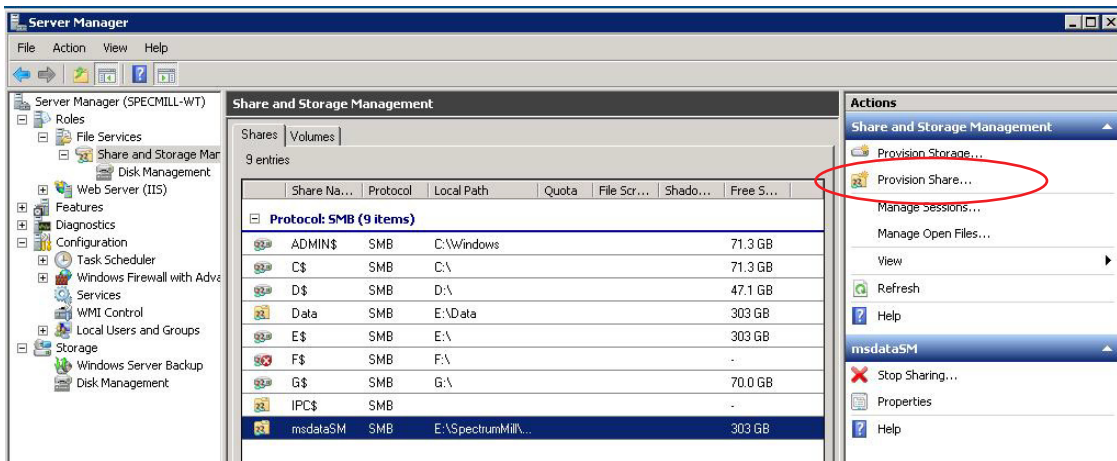 Server Manager
File Action View Help
Server Manager (SPECMILL-WT)
Roles
File Services
Share and Storage Mar
Disk Management
Web Server (IIS)
Features
Diagnostics
Configuration
Task Scheduler
Windows Firewall with Adva
Services
WMI Control
Local Users and Groups
Storage
Windows Server Backup
Disk Management
Share and Storage Management
Shares Volumes
9 entries
Share Na... Protocol Local Path Quota File Scr... Shado... Free S...
Protocol: SMB (9 items)
ADMIN$ SMB C:\Windows 71.3 GB
C$ SMB C:\ 71.3 GB
D$ SMB D:\ 47.1 GB
Data SMB E:\Data 303 GB
E$ SMB E:\ 303 GB
F$ SMB F:\ -
G$ SMB G:\ 70.0 GB
IPC$ SMB -
msdataSM SMB E:\SpectrumMill\... 303 GB
Actions
Share and Storage Management
Provision Storage...
Provision Share...
Manage Sessions...
Manage Open Files...
View
Refresh
Help
msdataSM
Stop Sharing...
Properties
Help